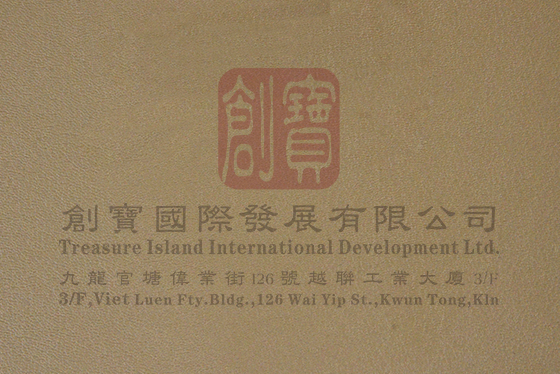 創寶
創寶國際發展有限公司
Treasure Island International Development Ltd.
九龍官塘偉業街126號越聯工業大廈 3/F
3/F,Viet Luen Fty.Bldg.,126 Wai Yip St.,Kwun Tong,Kln